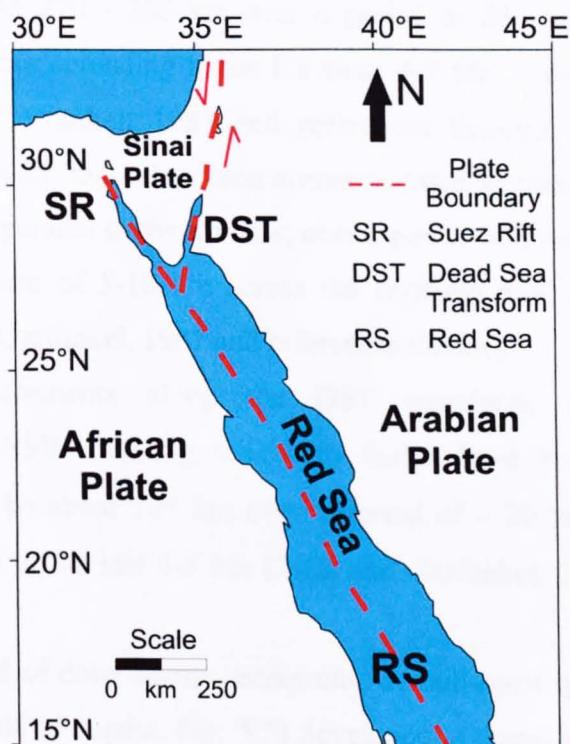 30°E 35°E 40°E 45°E
N
Sinai
Plate
30°N
SR
DST
Plate
Boundary
SR Suez Rift
DST Dead Sea
Transform
RS Red Sea
25°N
African
Plate
Red Sea
Arabian
Plate
20°N
Scale
0 km 250
RS
15°N